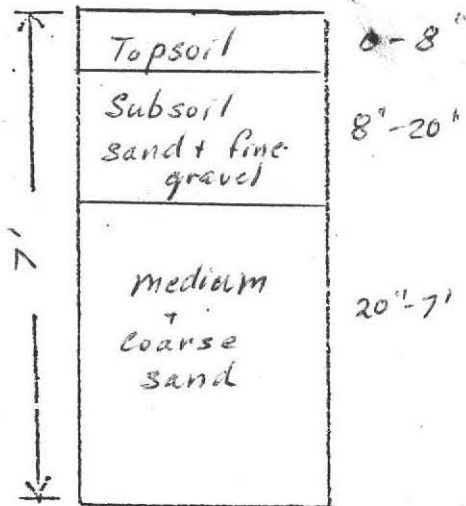 Topsoil 0-8"
Subsoil 8"-20"
sand + fine
gravel
7'
medium 20"-7'
+
coarse
sand